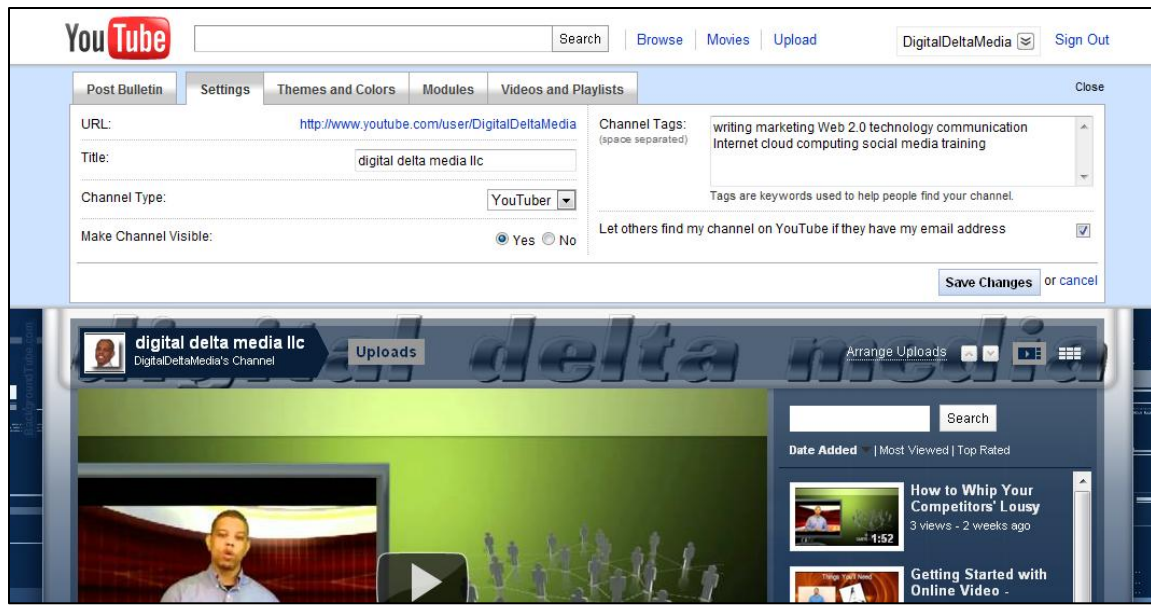 YouTube Search Browse Movies Upload DigitalDeltaMedia Sign Out
Post Bulletin Settings Themes and Colors Modules Videos and Playlists Close
URL: http://www.youtube.com/user/DigitalDeltaMedia
Title: digital delta media llc
Channel Type: YouTuber
Make Channel Visible: Yes No
Channel Tags:
(space separated)
writing marketing Web 2.0 technology communication
Internet cloud computing social media training
Tags are keywords used to help people find your channel.
Let others find my channel on YouTube if they have my email address
Save Changes or cancel
digital delta media
digital delta media llc
DigitalDeltaMedia's Channel
Uploads
Arrange Uploads
Search
Date Added | Most Viewed | Top Rated
How to Whip Your
Competitors' Lousy
3 views - 2 weeks ago
1:52
Getting Started with
Online Video -
Things You'll Need